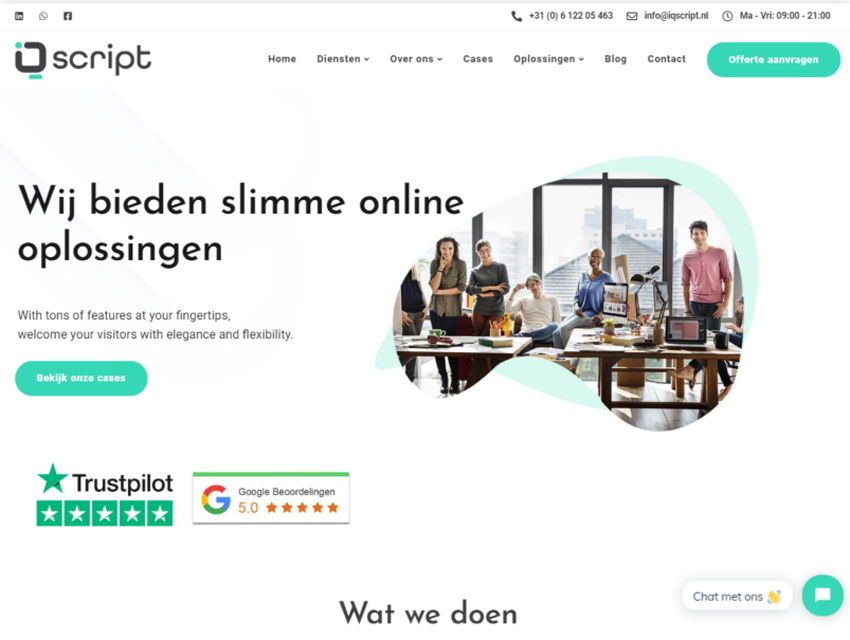 +31 (0) 6 122 05 463 info@iqscript.nl Ma - Vri: 09:00 - 21:00
iQ script Home Diensten Over ons Cases Oplossingen Blog Contact Offerte aanvragen
Wij bieden slimme online
oplossingen
With tons of features at your fingertips,
welcome your visitors with elegance and flexibility.
Bekijk onze cases
Trustpilot
Google Beoordelingen
5.0
Chat met ons 👋
Wat we doen